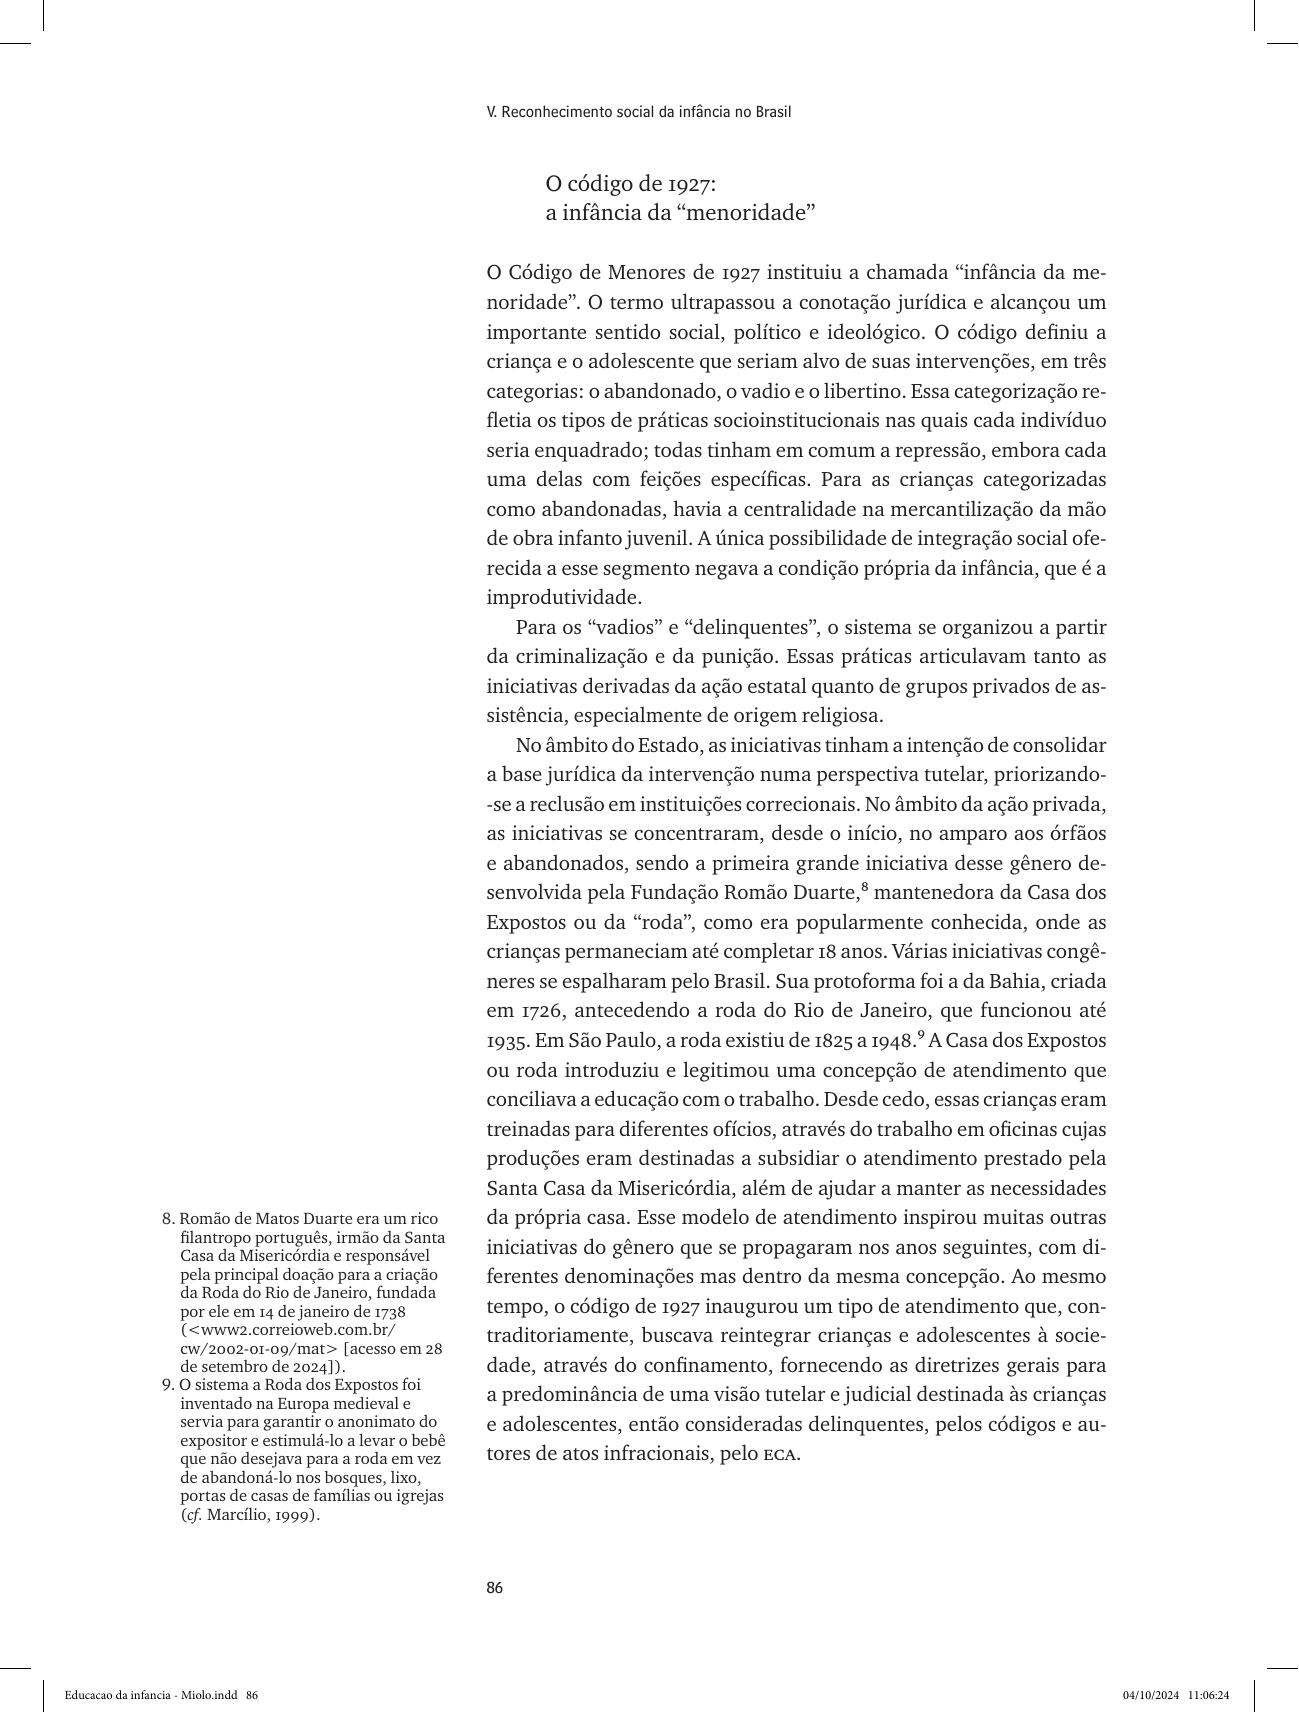 V. Reconhecimento social da infância no Brasil
O código de 1927:
a infância da “menoridade”
O Código de Menores de 1927 instituiu a chamada “infância da me-
noridade”. O termo ultrapassou a conotação jurídica e alcançou um
importante sentido social, político e ideológico. O código definiu a
criança e o adolescente que seriam alvo de suas intervenções, em três
categorias: o abandonado, o vadio e o libertino. Essa categorização re-
fletia os tipos de práticas socioinstitucionais nas quais cada indivíduo
seria enquadrado; todas tinham em comum a repressão, embora cada
uma delas com feições específicas. Para as crianças categorizadas
como abandonadas, havia a centralidade na mercantilização da mão
de obra infanto juvenil. A única possibilidade de integração social ofe-
recida a esse segmento negava a condição própria da infância, que é a
improdutividade.
Para os “vadios” e “delinquentes”, o sistema se organizou a partir
da criminalização e da punição. Essas práticas articulavam tanto as
iniciativas derivadas da ação estatal quanto de grupos privados de as-
sistência, especialmente de origem religiosa.
No âmbito do Estado, as iniciativas tinham a intenção de consolidar
a base jurídica da intervenção numa perspectiva tutelar, priorizando-
-se a reclusão em instituições correcionais. No âmbito da ação privada,
as iniciativas se concentraram, desde o início, no amparo aos órfãos
e abandonados, sendo a primeira grande iniciativa desse gênero de-
senvolvida pela Fundação Romão Duarte,⁸ mantenedora da Casa dos
Expostos ou da “roda”, como era popularmente conhecida, onde as
crianças permaneciam até completar 18 anos. Várias iniciativas congê-
neres se espalharam pelo Brasil. Sua protoforma foi a da Bahia, criada
em 1726, antecedendo a roda do Rio de Janeiro, que funcionou até
1935. Em São Paulo, a roda existiu de 1825 a 1948.⁹ A Casa dos Expostos
ou roda introduziu e legitimou uma concepção de atendimento que
conciliava a educação com o trabalho. Desde cedo, essas crianças eram
treinadas para diferentes ofícios, através do trabalho em oficinas cujas
produções eram destinadas a subsidiar o atendimento prestado pela
Santa Casa da Misericórdia, além de ajudar a manter as necessidades
da própria casa. Esse modelo de atendimento inspirou muitas outras
iniciativas do gênero que se propagaram nos anos seguintes, com di-
ferentes denominações mas dentro da mesma concepção. Ao mesmo
tempo, o código de 1927 inaugurou um tipo de atendimento que, con-
traditoriamente, buscava reintegrar crianças e adolescentes à socie-
dade, através do confinamento, fornecendo as diretrizes gerais para
a predominância de uma visão tutelar e judicial destinada às crianças
e adolescentes, então consideradas delinquentes, pelos códigos e au-
tores de atos infracionais, pelo ECA.
8. Romão de Matos Duarte era um rico
filantropo português, irmão da Santa
Casa da Misericórdia e responsável
pela principal doação para a criação
da Roda do Rio de Janeiro, fundada
por ele em 14 de janeiro de 1738
(<www2.correioweb.com.br/
cw/2002-01-09/mat> [acesso em 28
de setembro de 2024]).
9. O sistema a Roda dos Expostos foi
inventado na Europa medieval e
servia para garantir o anonimato do
expositor e estimulá-lo a levar o bebê
que não desejava para a roda em vez
de abandoná-lo nos bosques, lixo,
portas de casas de famílias ou igrejas
(cf. Marcílio, 1999).
86
Educacao da infancia - Miolo.indd 86
04/10/2024 11:06:24